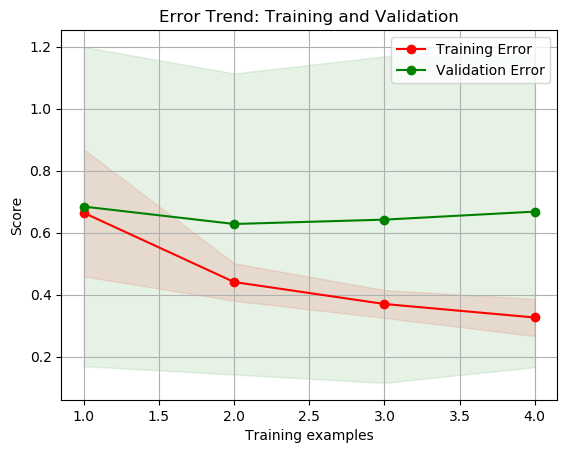 Error Trend: Training and Validation
Training Error
Validation Error
Score
1.2
1.0
0.8
0.6
0.4
0.2
1.0 1.5 2.0 2.5 3.0 3.5 4.0
Training examples